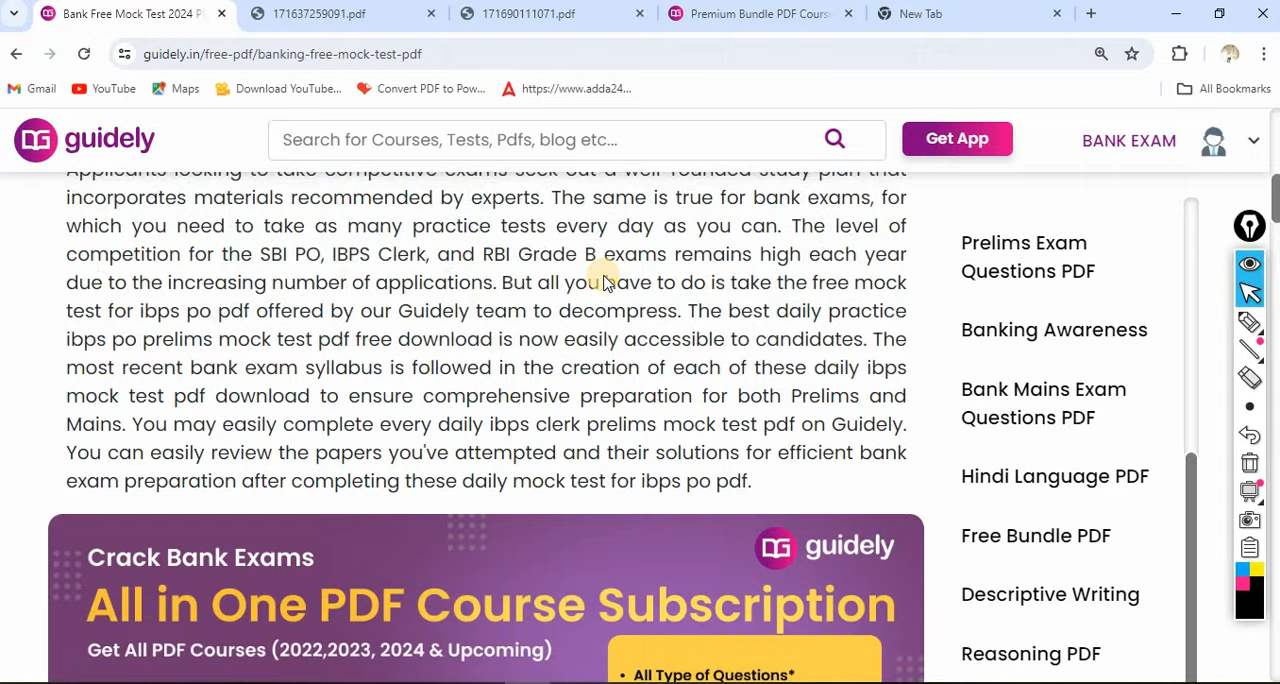 Bank Free Mock Test 2024 P
171637259091.pdf
171690111071.pdf
Premium Bundle PDF Cours
New Tab
guidely.in/free-pdf/banking-free-mock-test-pdf
Gmail
YouTube
Maps
Download YouTube...
Convert PDF to Pow...
https://www.adda24...
All Bookmarks
guidely
Search for Courses, Tests, Pdfs, blog etc...
Get App
BANK EXAM
Applicants looking to take competitive exams seek out a well-rounded study plan that
incorporates materials recommended by experts. The same is true for bank exams, for
which you need to take as many practice tests every day as you can. The level of
competition for the SBI PO, IBPS Clerk, and RBI Grade B exams remains high each year
due to the increasing number of applications. But all you have to do is take the free mock
test for ibps po pdf offered by our Guidely team to decompress. The best daily practice
ibps po prelims mock test pdf free download is now easily accessible to candidates. The
most recent bank exam syllabus is followed in the creation of each of these daily ibps
mock test pdf download to ensure comprehensive preparation for both Prelims and
Mains. You may easily complete every daily ibps clerk prelims mock test pdf on Guidely.
You can easily review the papers you've attempted and their solutions for efficient bank
exam preparation after completing these daily mock test for ibps po pdf.
Prelims Exam
Questions PDF
Banking Awareness
Bank Mains Exam
Questions PDF
Hindi Language PDF
Free Bundle PDF
Descriptive Writing
Reasoning PDF
guidely
Crack Bank Exams
All in One PDF Course Subscription
Get All PDF Courses (2022,2023, 2024 & Upcoming)
• All Type of Questions*